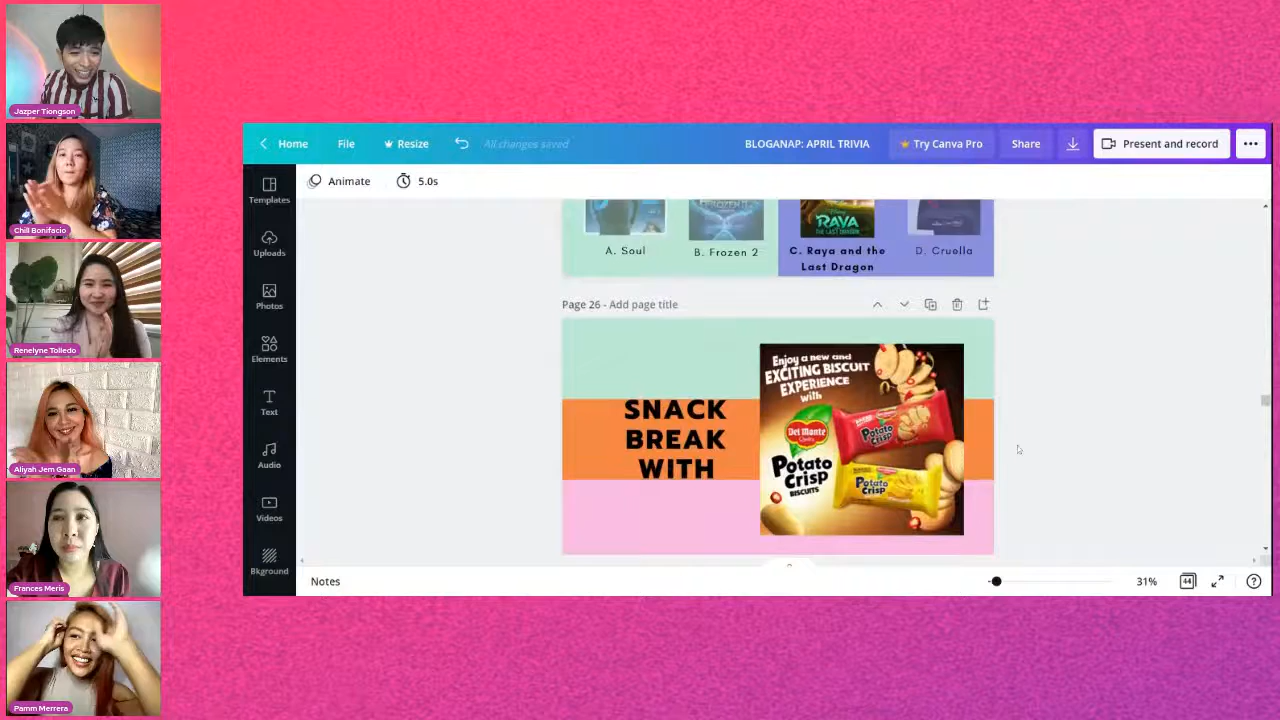 Jazper Tiongson
Chill Bonifacio
Renelyne Tolledo
Aliyah Jem Gaan
Frances Meris
Pamm Merrera
Home
File
Resize
All changes saved
BLOGANAP: APRIL TRIVIA
Try Canva Pro
Share
Present and record
Templates
Uploads
Photos
Elements
Text
Audio
Videos
Bkground
Animate
5.0s
RAYA
A. Soul
B. Frozen 2
C. Raya and the
Last Dragon
D. Cruella
Page 26 - Add page title
SNACK
BREAK
WITH
Enjoy a new and
EXCITING BISCUIT
EXPERIENCE
with
Del Monte
Potato
Crisp
BISCUITS
Potato
Crisp
Potato
Crisp
Notes
31%
44